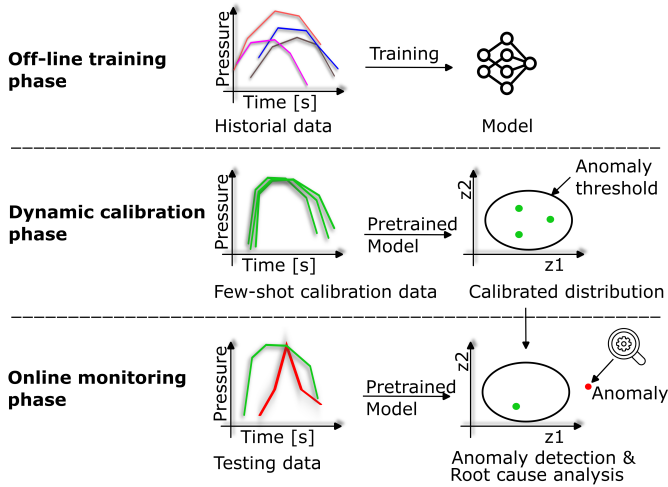 Off-line training
phase
Pressure
Time [s]
Historial data
Training
Model
Dynamic calibration
phase
Pressure
Time [s]
Few-shot calibration data
Pretrained
Model
z2
z1
Anomaly
threshold
Calibrated distribution
Online monitoring
phase
Pressure
Time [s]
Testing data
Pretrained
Model
z2
z1
Anomaly
Anomaly detection &
Root cause analysis